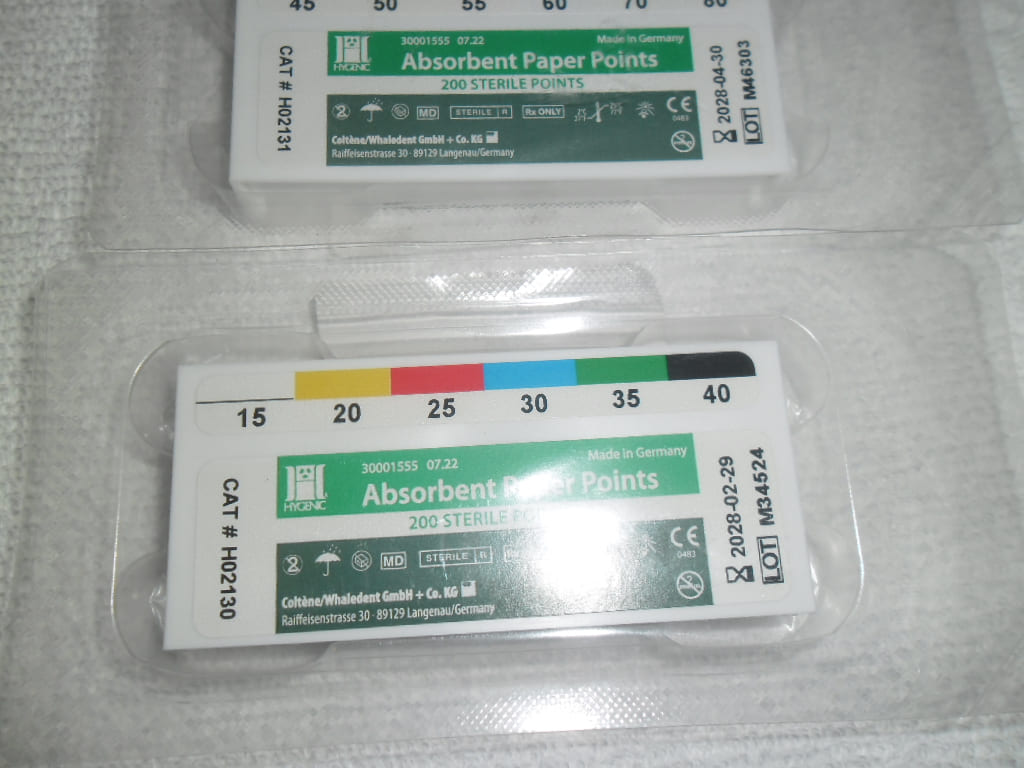 45 50 55 60 70 80
CAT # H02131
HYGENIC
30001555 07.22 Made in Germany
Absorbent Paper Points
200 STERILE POINTS
2 MD STERILE R Rx ONLY CE 0483
Coltène/Whaledent GmbH + Co. KG
Raiffeisenstrasse 30 · 89129 Langenau/Germany
2028-04-30
LOT M46303
15 20 25 30 35 40
CAT # H02130
HYGENIC
30001555 07.22 Made in Germany
Absorbent Paper Points
200 STERILE
2 MD STERILE R CE 0483
Coltène/Whaledent GmbH + Co. KG
Raiffeisenstrasse 30 · 89129 Langenau/Germany
2028-02-29
LOT M34524